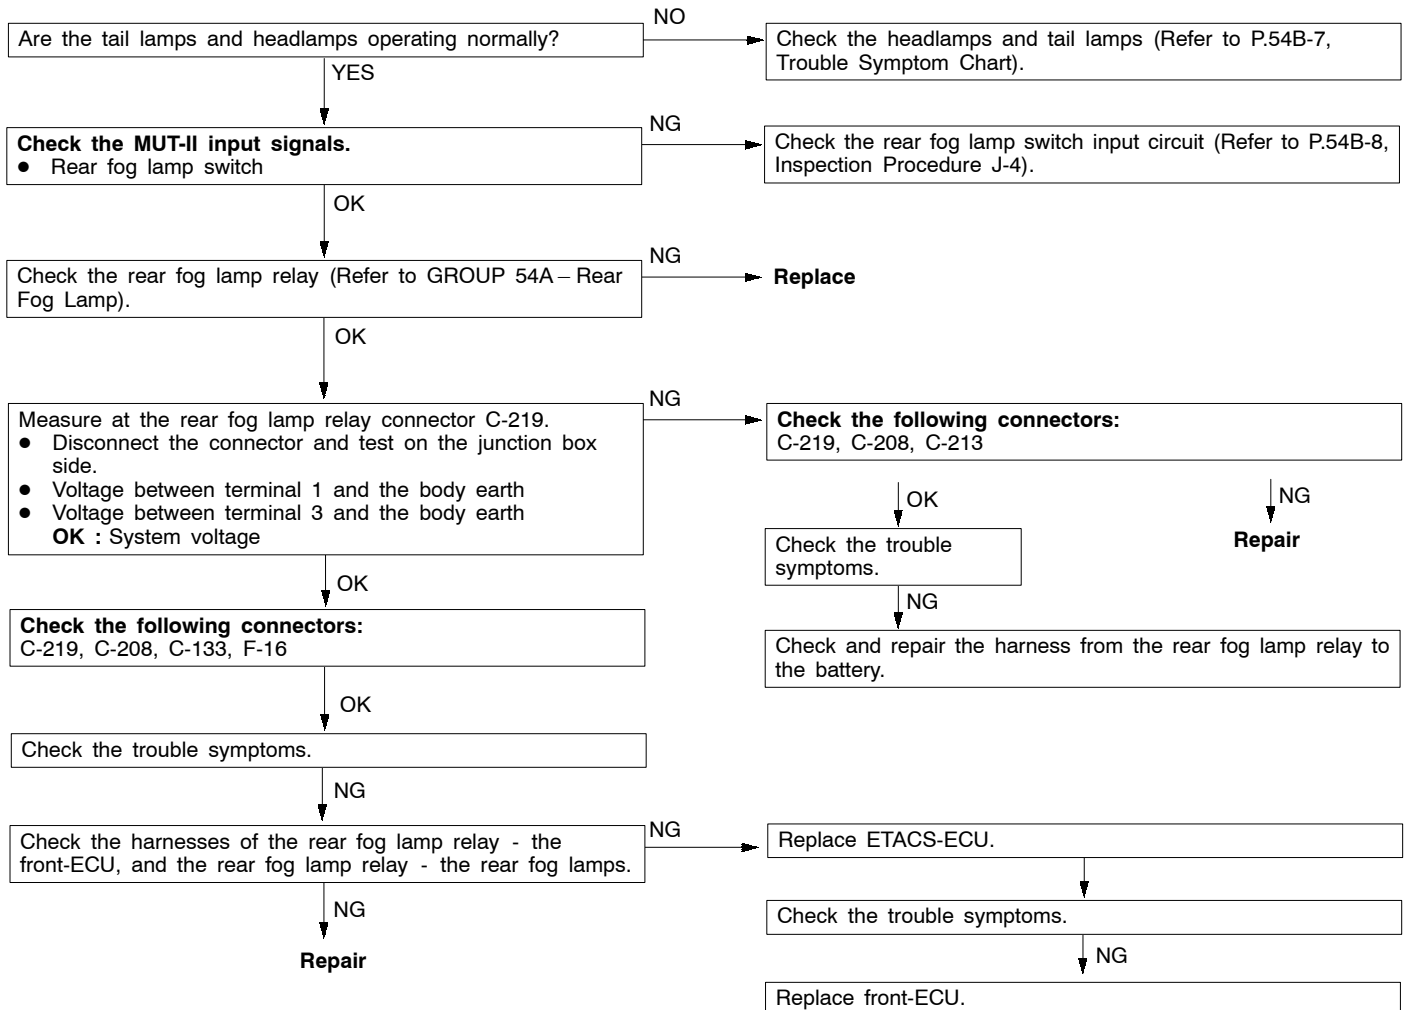 Are the tail lamps and headlamps operating normally?
NO
Check the headlamps and tail lamps (Refer to P.54B-7,
Trouble Symptom Chart).
YES
Check the MUT-II input signals.
● Rear fog lamp switch
NG
Check the rear fog lamp switch input circuit (Refer to P.54B-8,
Inspection Procedure J-4).
OK
Check the rear fog lamp relay (Refer to GROUP 54A – Rear
Fog Lamp).
NG
Replace
OK
Measure at the rear fog lamp relay connector C-219.
● Disconnect the connector and test on the junction box
side.
● Voltage between terminal 1 and the body earth
● Voltage between terminal 3 and the body earth
OK : System voltage
NG
Check the following connectors:
C-219, C-208, C-213
OK
NG
Check the trouble
symptoms.
Repair
NG
Check and repair the harness from the rear fog lamp relay to
the battery.
OK
Check the following connectors:
C-219, C-208, C-133, F-16
OK
Check the trouble symptoms.
NG
Check the harnesses of the rear fog lamp relay - the
front-ECU, and the rear fog lamp relay - the rear fog lamps.
NG
Replace ETACS-ECU.
NG
Repair
Check the trouble symptoms.
NG
Replace front-ECU.